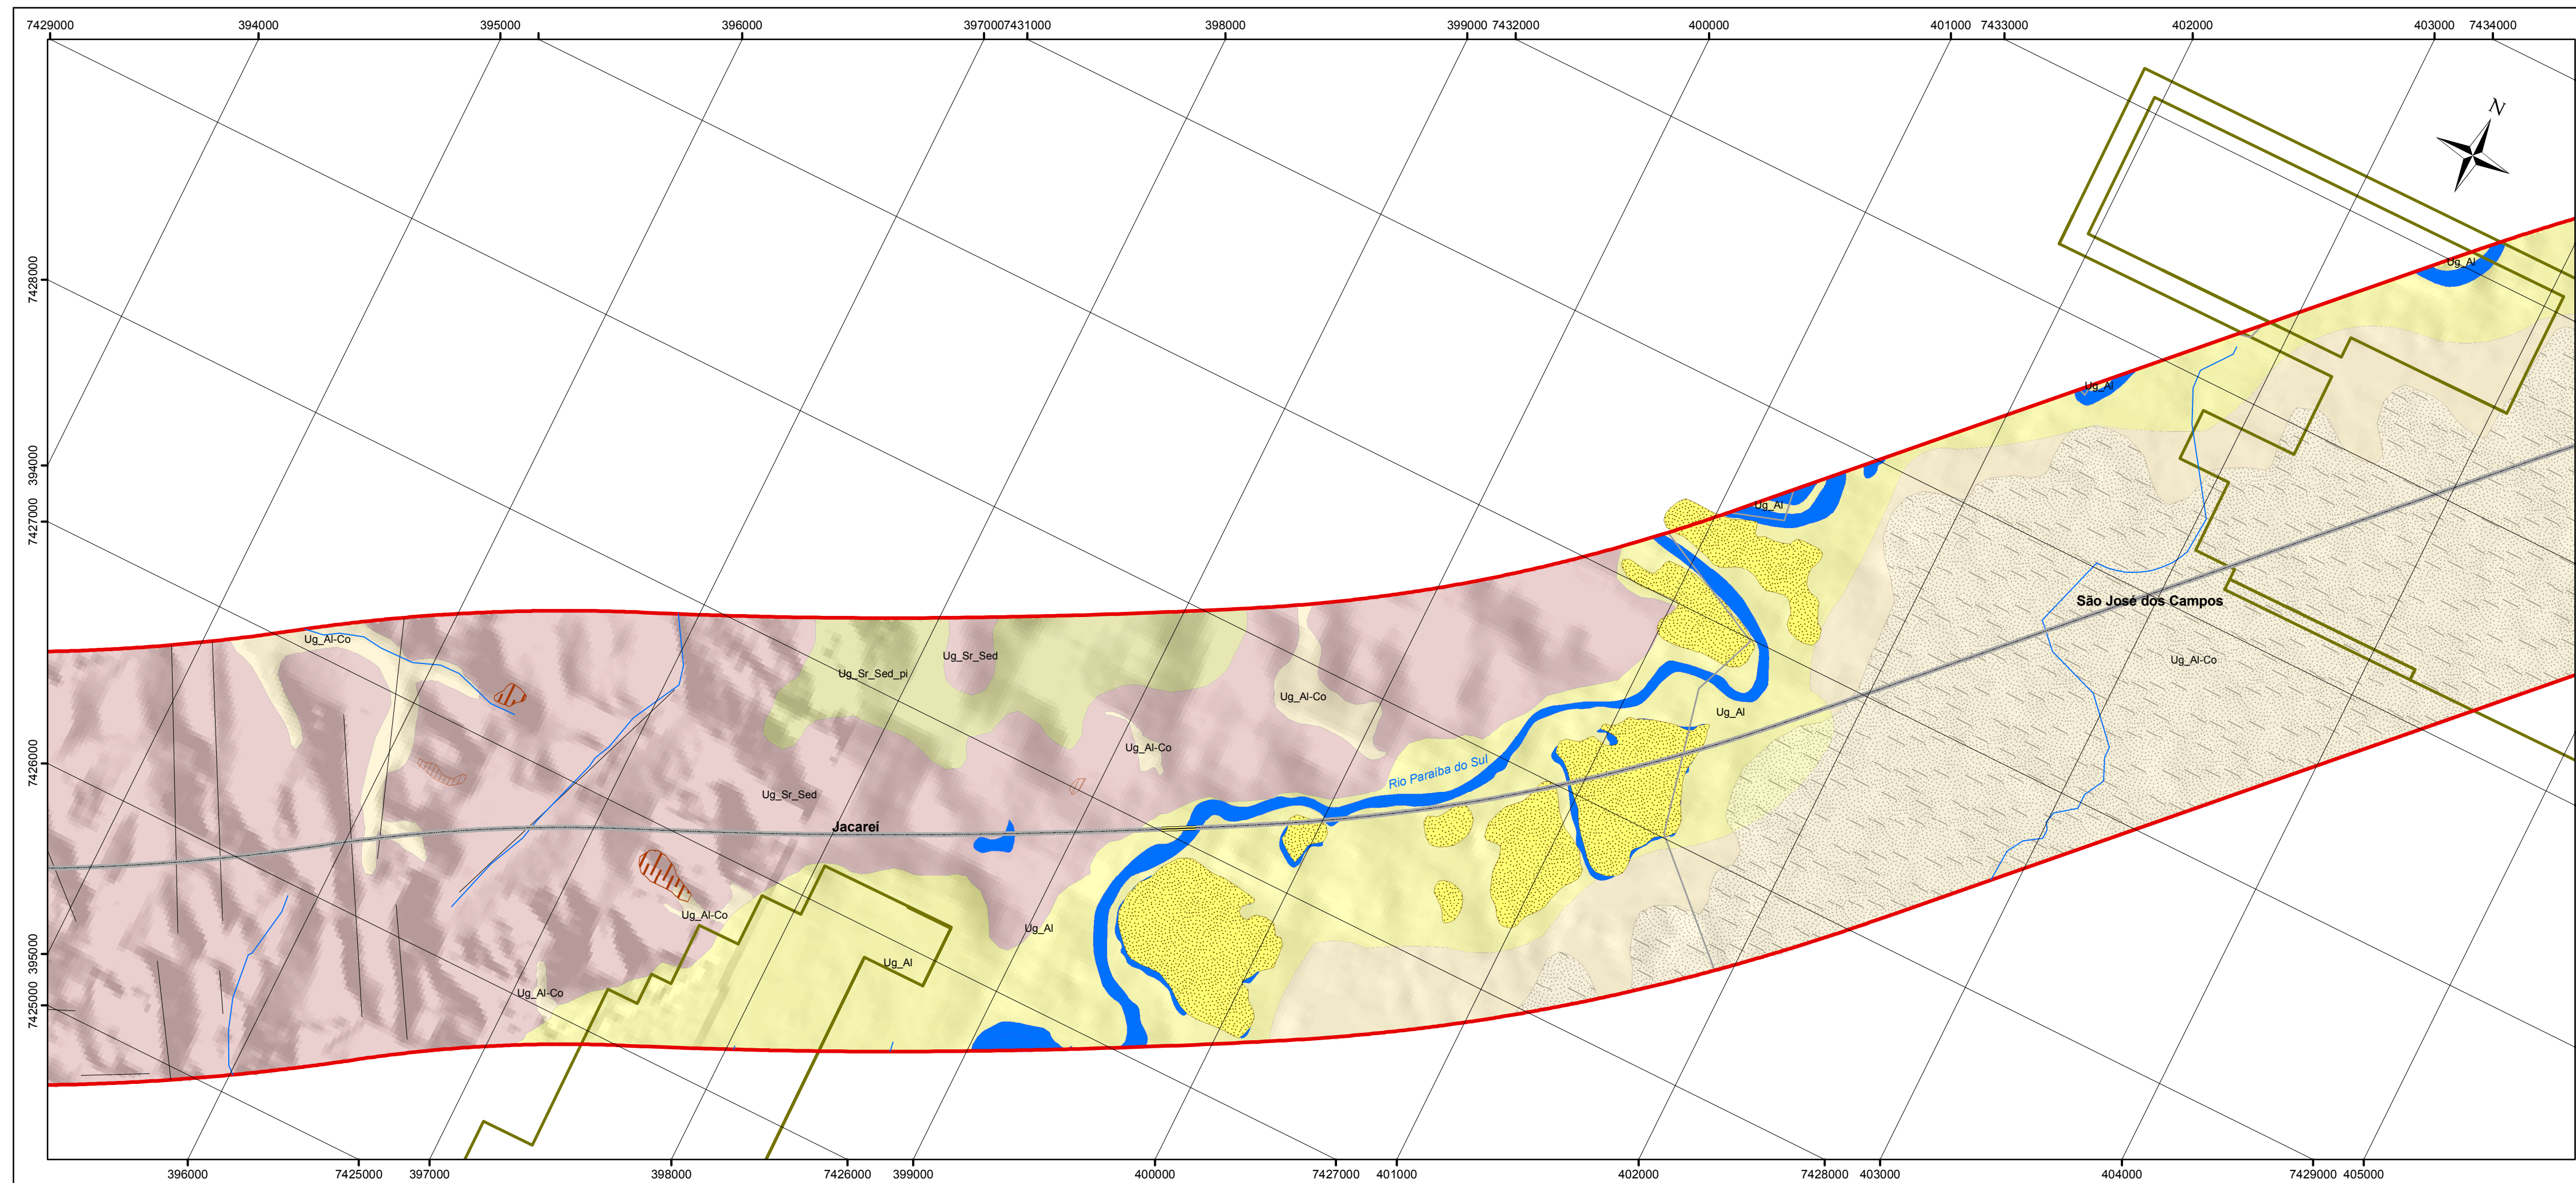 7429000 394000 395000 396000 397000 7431000 398000 399000 7432000 400000 401000 7433000 402000 403000 7434000
N
7428000
Ug_Al
Ug_Al
394000
7427000
Ug_Al
São José dos Campos
Ug_Al-Co
Ug_Al-Co
Ug_Sr_Sed
Ug_Sr_Sed_pi
Ug_Al-Co
Ug_Al
Ug_Al-Co
7426000
Rio Paraíba do Sul
Ug_Sr_Sed
Jacareí
Ug_Al-Co
Ug_Al
395000
Ug_Al
Ug_Al-Co
7425000
396000 7425000 397000 398000 7426000 399000 400000 7427000 401000 402000 7428000 403000 404000 7429000 405000